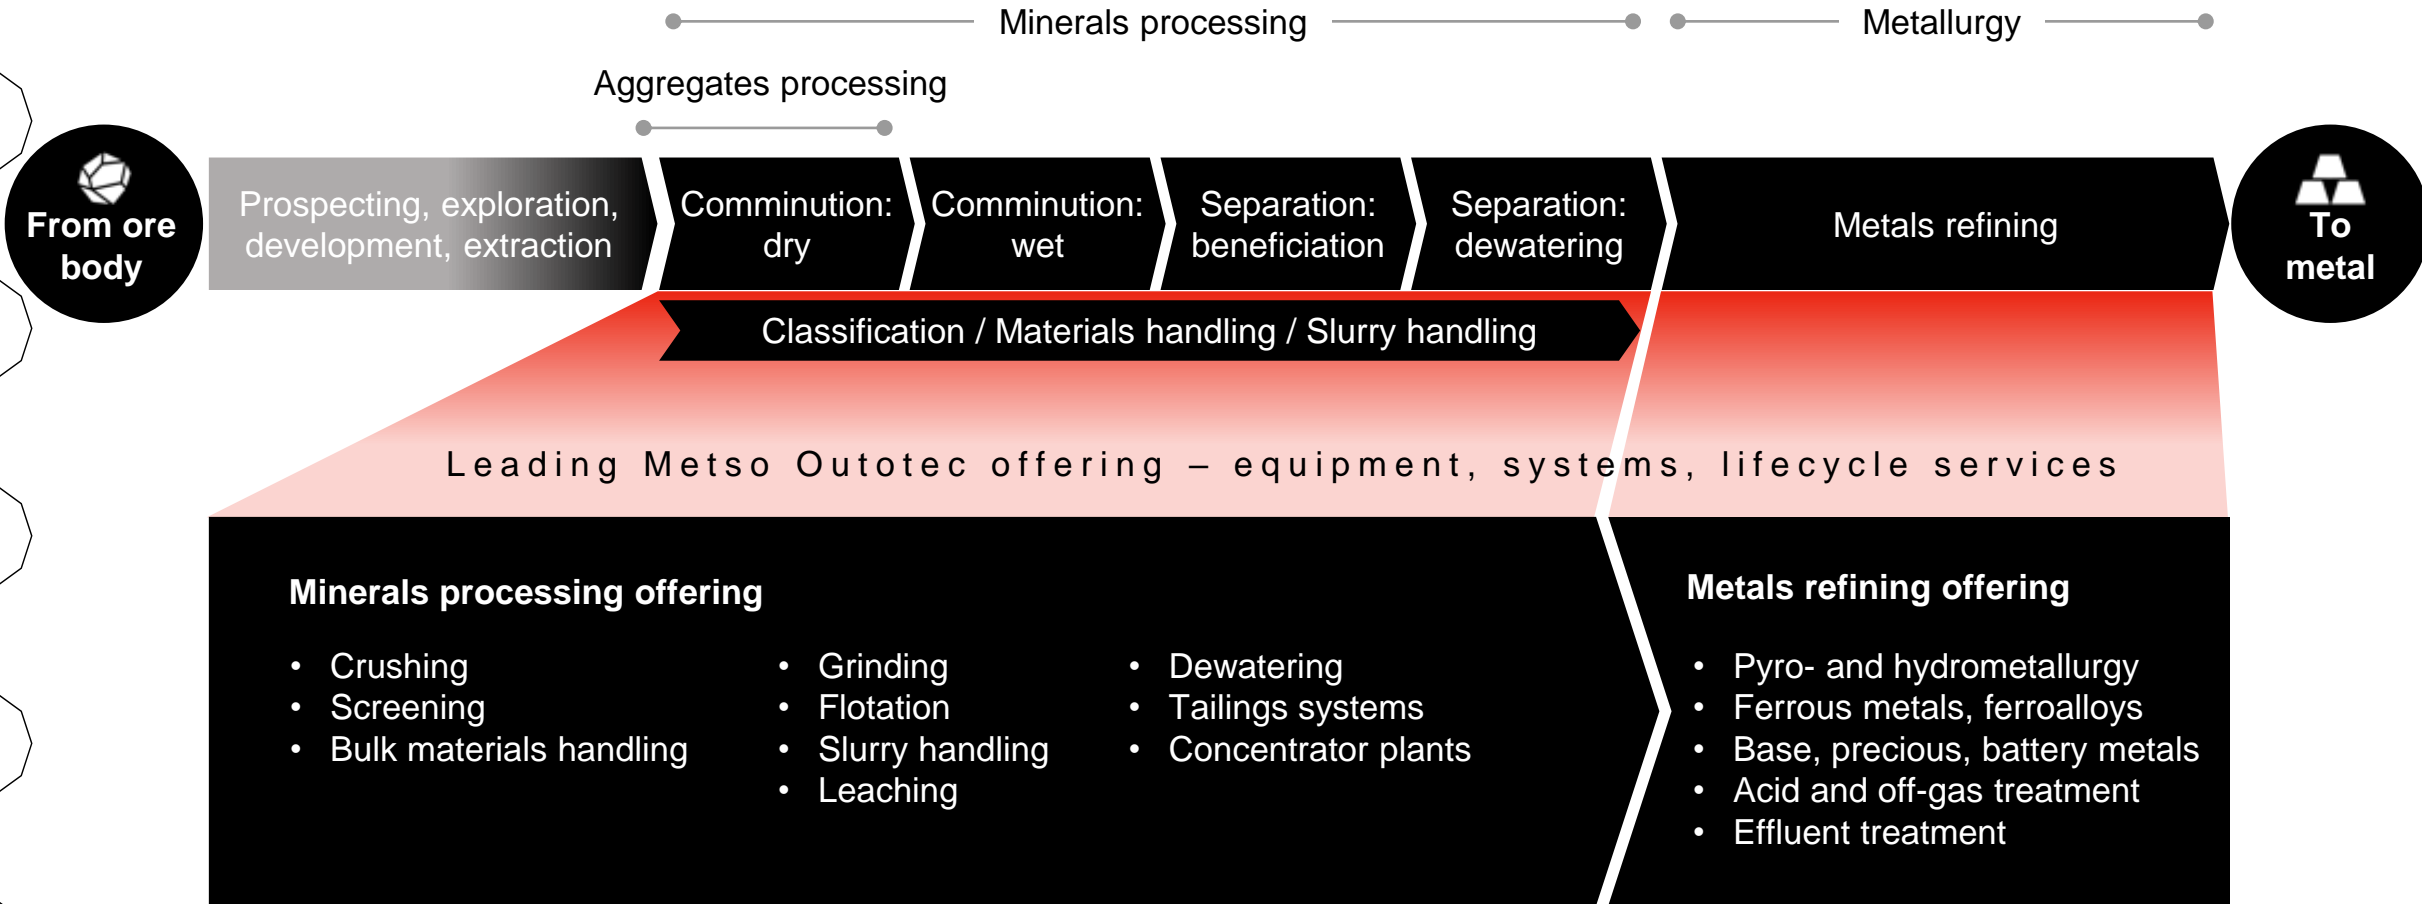 Minerals processing
Metallurgy
Aggregates processing
From ore
body
Prospecting, exploration,
development, extraction
Comminution:
dry
Comminution:
wet
Separation:
beneficiation
Separation:
dewatering
Metals refining
To
metal
Classification / Materials handling / Slurry handling
Leading Metso Outotec offering – equipment, systems, lifecycle services
Minerals processing offering
• Crushing
• Screening
• Bulk materials handling
• Grinding
• Flotation
• Slurry handling
• Leaching
• Dewatering
• Tailings systems
• Concentrator plants
Metals refining offering
• Pyro- and hydrometallurgy
• Ferrous metals, ferroalloys
• Base, precious, battery metals
• Acid and off-gas treatment
• Effluent treatment